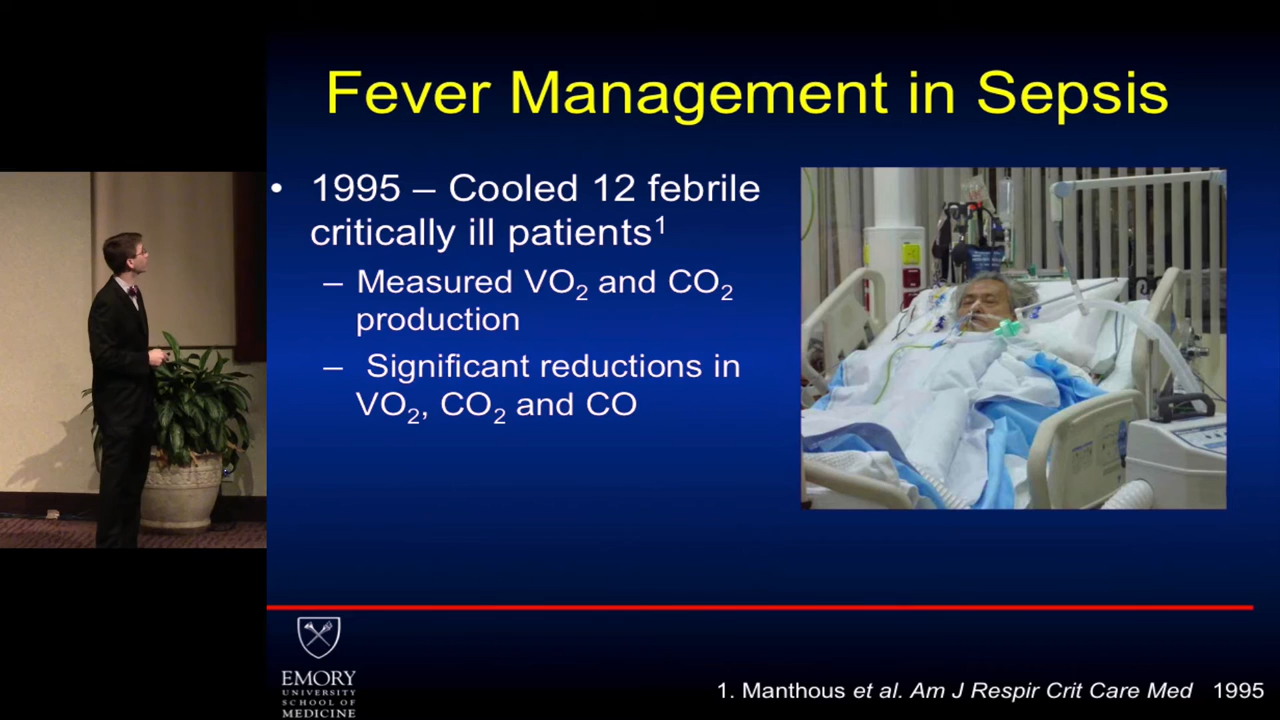 Fever Management in Sepsis
• 1995 – Cooled 12 febrile
critically ill patients¹
– Measured VO₂ and CO₂
production
– Significant reductions in
VO₂, CO₂ and CO
EMORY
UNIVERSITY
SCHOOL OF
MEDICINE
1. Manthous et al. Am J Respir Crit Care Med 1995